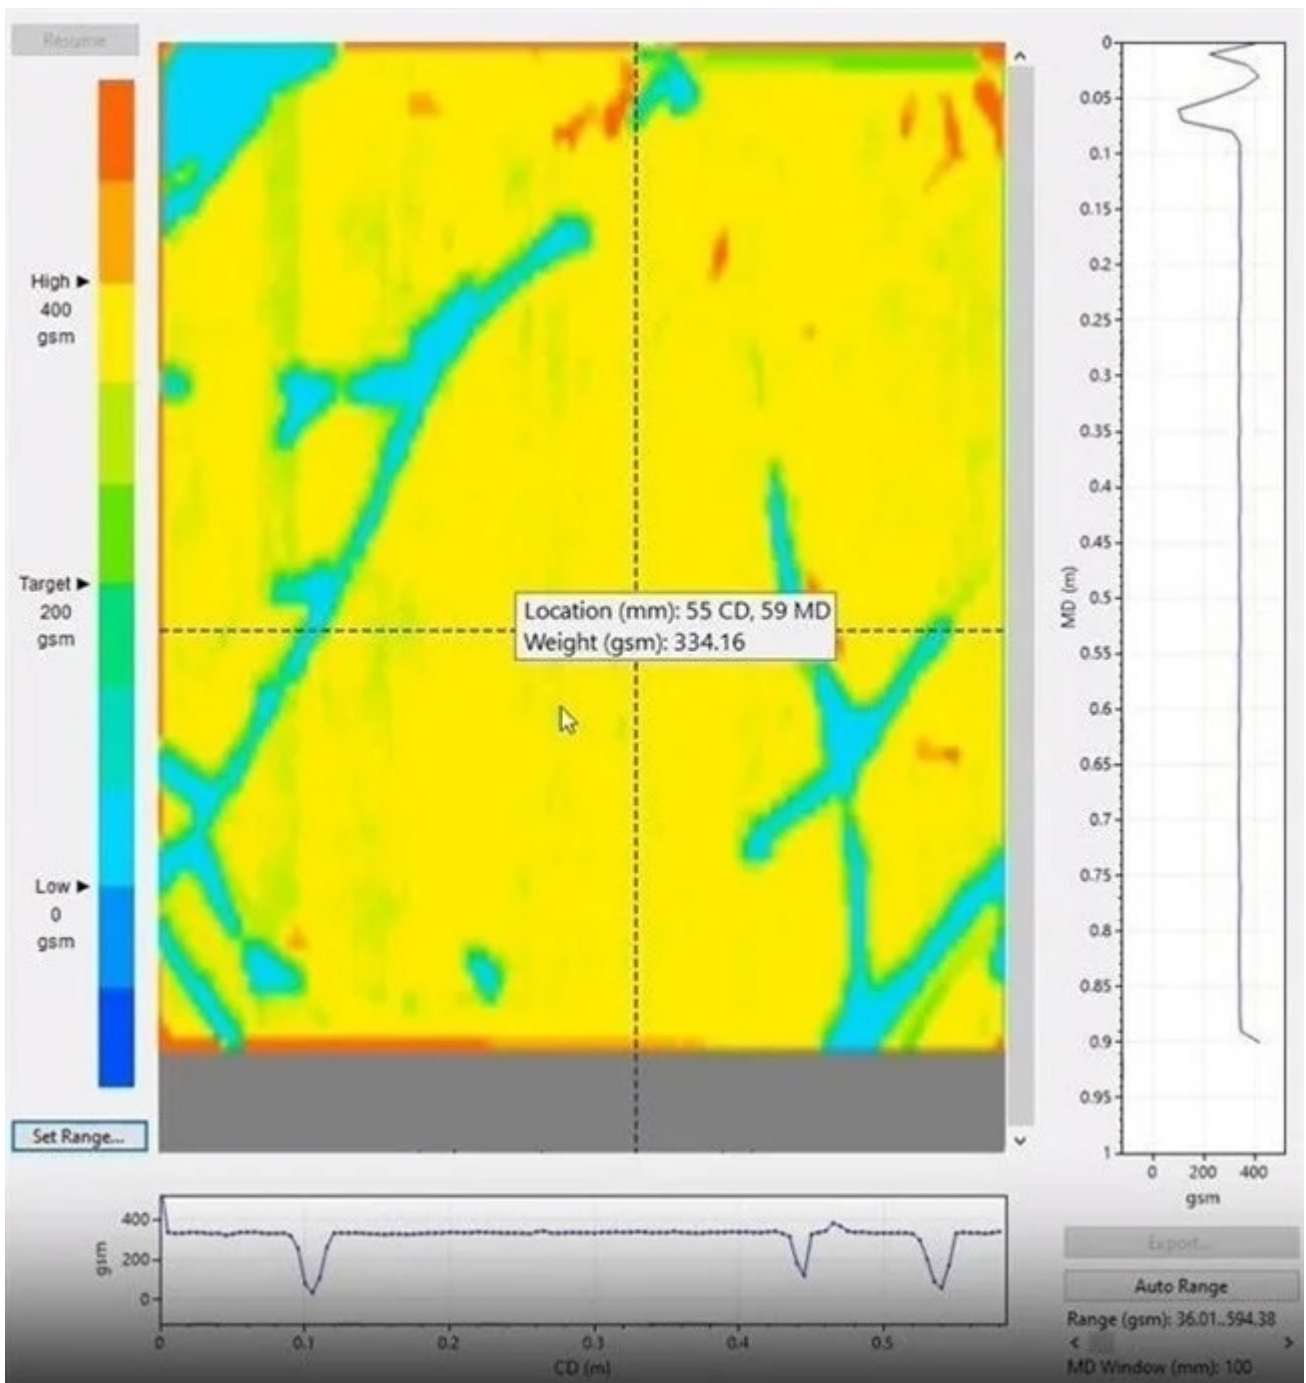 Resume
High
400
gsm
Target
200
gsm
Low
0
gsm
Set Range...
Location (mm): 55 CD, 59 MD
Weight (gsm): 334.16
0
0.05
0.1
0.15
0.2
0.25
0.3
0.35
0.4
0.45
0.5
0.55
0.6
0.65
0.7
0.75
0.8
0.85
0.9
0.95
1
MD (m)
0 200 400
gsm
400
200
0
gsm
0 0.1 0.2 0.3 0.4 0.5
CD (m)
Export...
Auto Range
Range (gsm): 36.01..594.38
MD Window (mm): 100